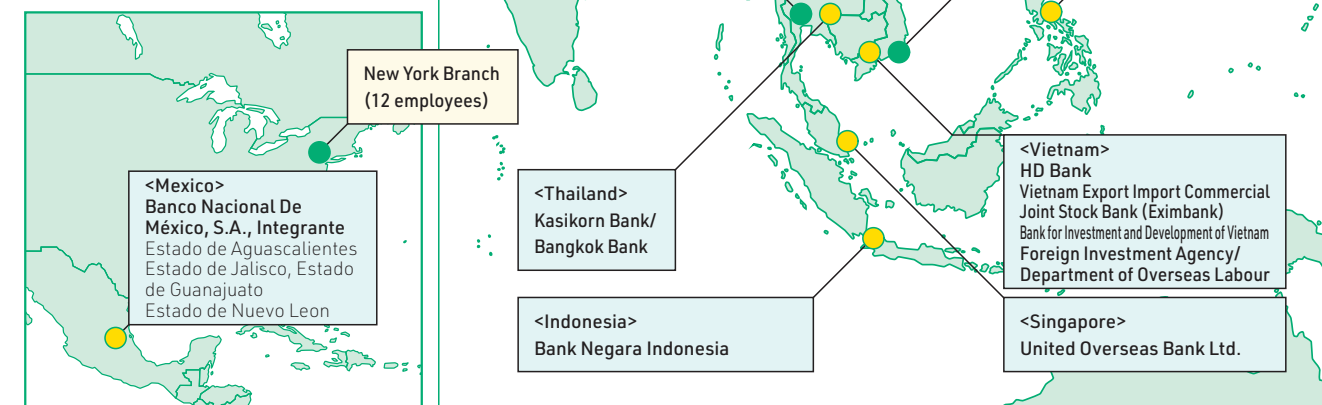 New York Branch
(12 employees)
<Mexico>
Banco Nacional De
México, S.A., Integrante
Estado de Aguascalientes
Estado de Jalisco, Estado
de Guanajuato
Estado de Nuevo Leon
<Thailand>
Kasikorn Bank/
Bangkok Bank
<Indonesia>
Bank Negara Indonesia
<Vietnam>
HD Bank
Vietnam Export Import Commercial
Joint Stock Bank (Eximbank)
Bank for Investment and Development of Vietnam
Foreign Investment Agency/
Department of Overseas Labour
<Singapore>
United Overseas Bank Ltd.